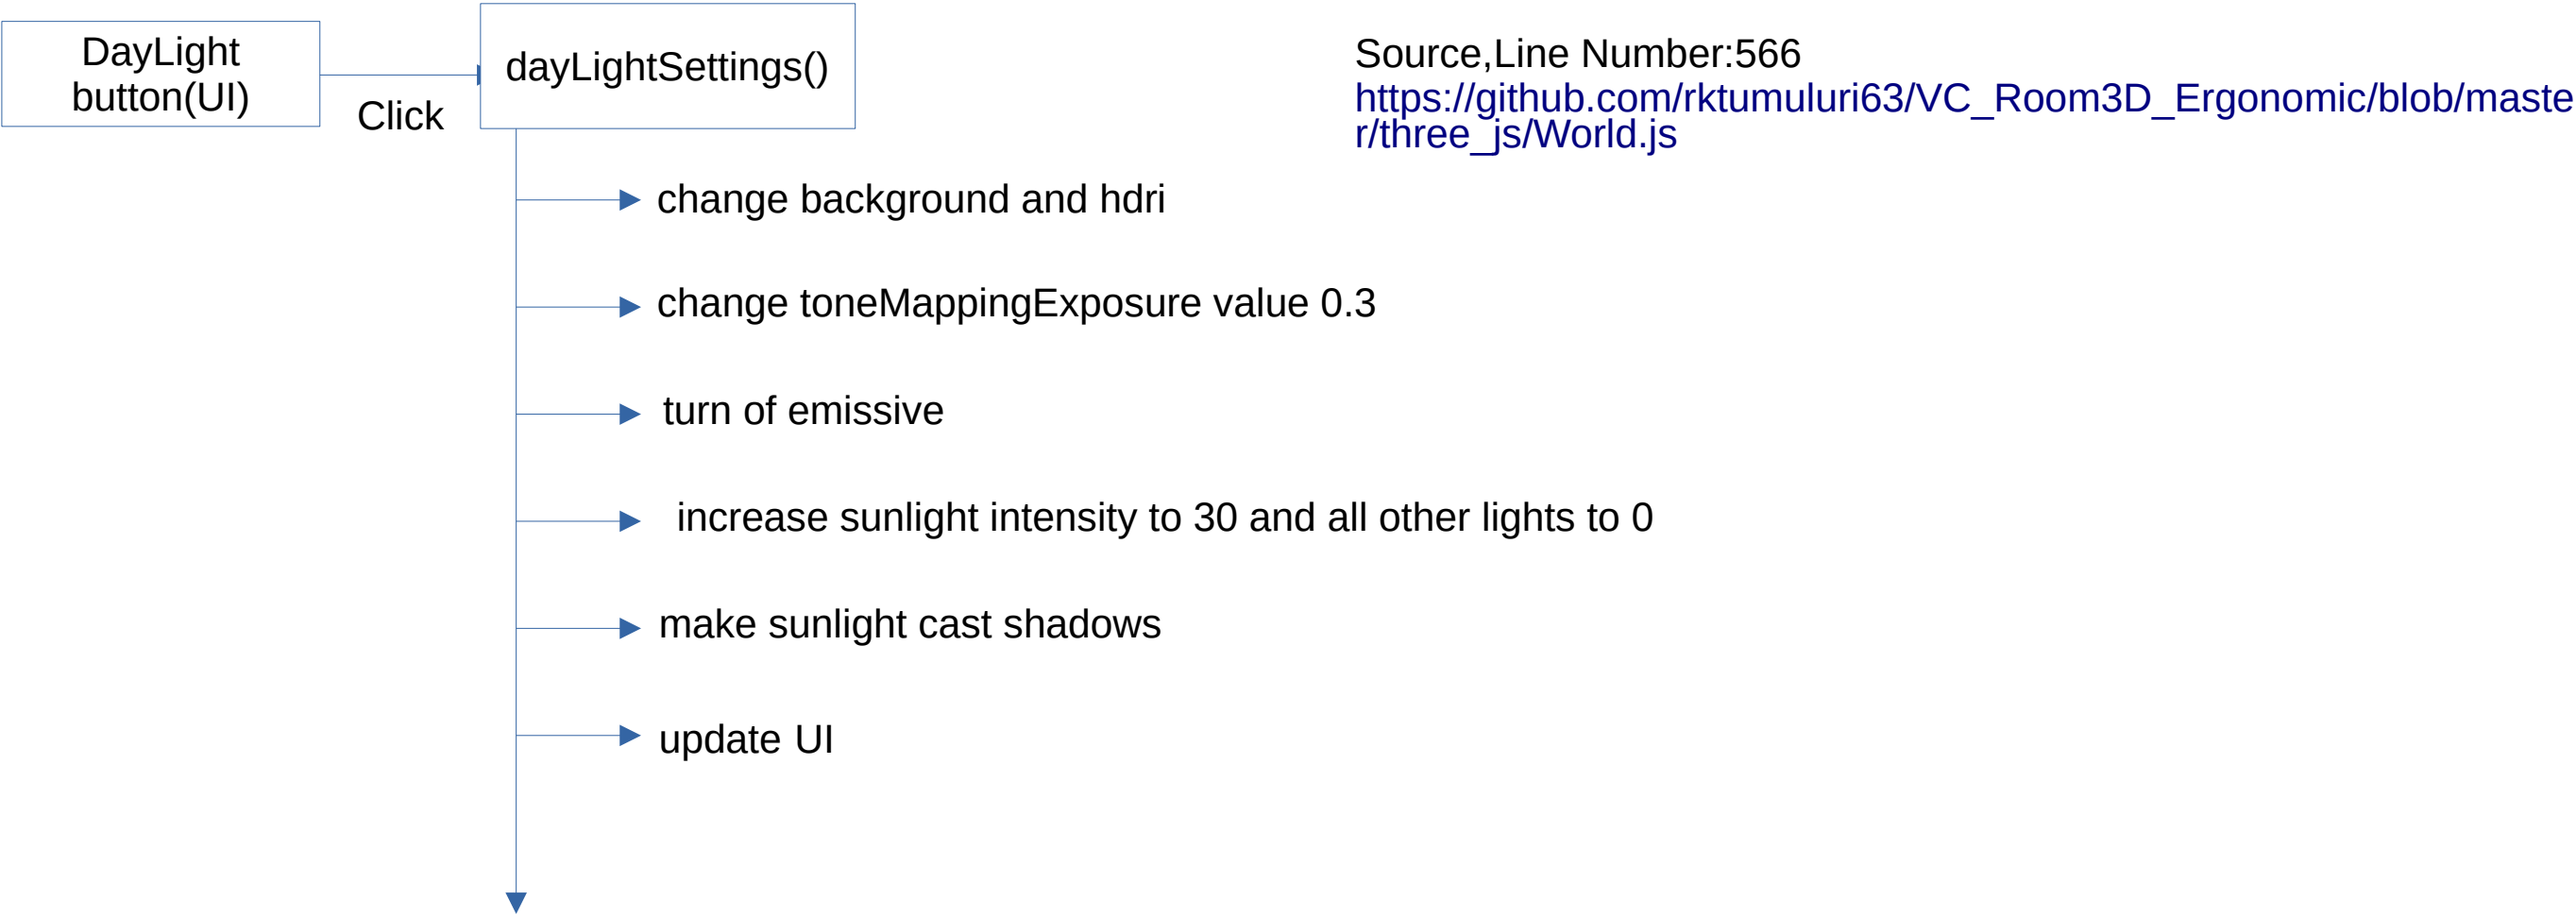 DayLight
button(UI)
Click
dayLightSettings()
Source,Line Number:566
https://github.com/rktumuluri63/VC_Room3D_Ergonomic/blob/maste
r/three_js/World.js
change background and hdri
change toneMappingExposure value 0.3
turn of emissive
increase sunlight intensity to 30 and all other lights to 0
make sunlight cast shadows
update UI